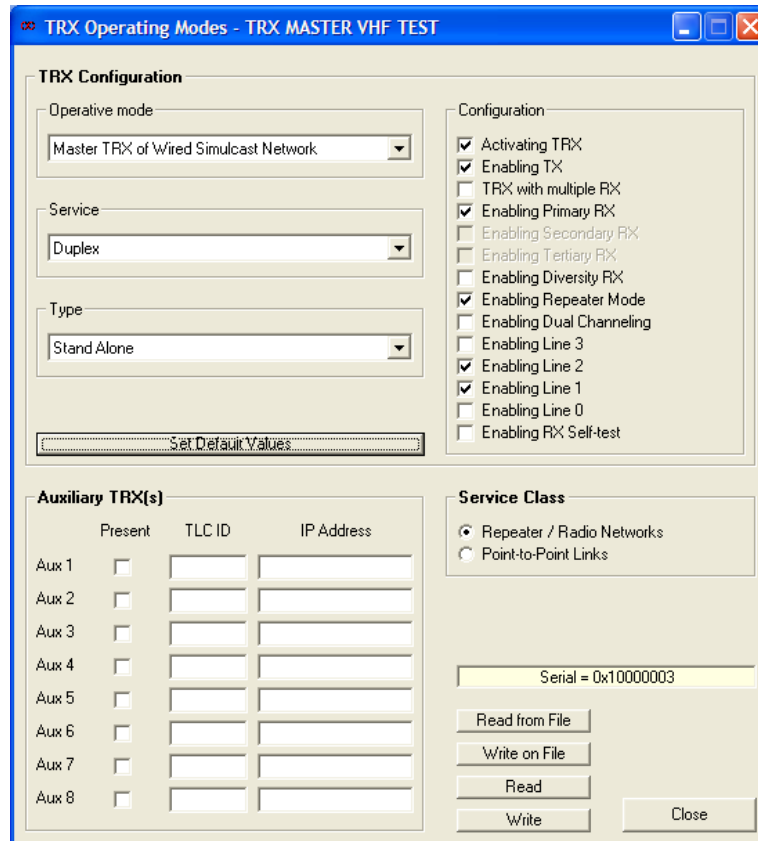 TRX Operating Modes - TRX MASTER VHF TEST
TRX Configuration
Operative mode
Master TRX of Wired Simulcast Network
Service
Duplex
Type
Stand Alone
Set Default Values
Configuration
Activating TRX
Enabling TX
TRX with multiple RX
Enabling Primary RX
Enabling Secondary RX
Enabling Tertiary RX
Enabling Diversity RX
Enabling Repeater Mode
Enabling Dual Channeling
Enabling Line 3
Enabling Line 2
Enabling Line 1
Enabling Line 0
Enabling RX Self-test
Auxiliary TRX(s)
Present TLC ID IP Address
Aux 1
Aux 2
Aux 3
Aux 4
Aux 5
Aux 6
Aux 7
Aux 8
Service Class
Repeater / Radio Networks
Point-to-Point Links
Serial = 0x10000003
Read from File
Write on File
Read
Write
Close